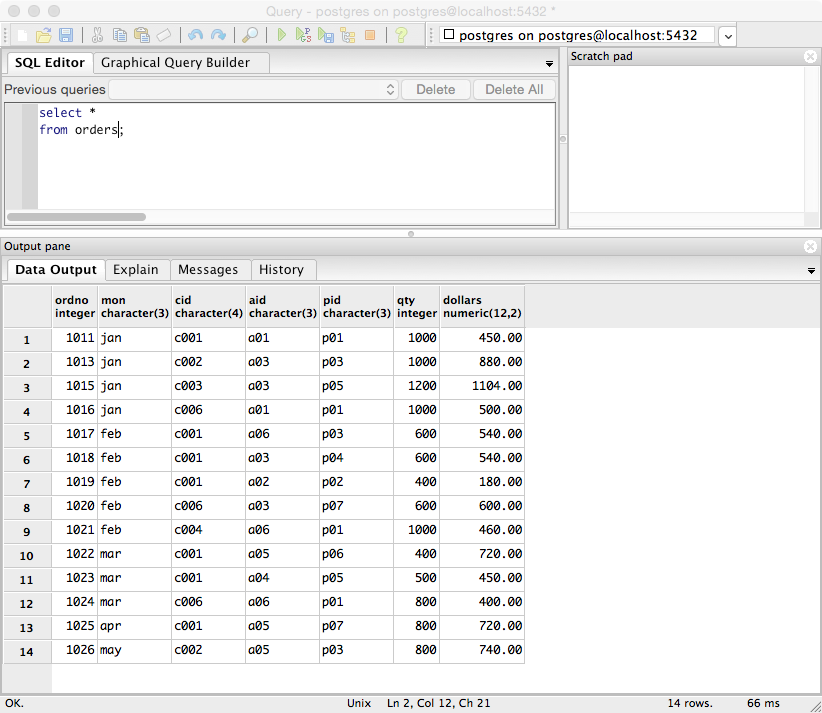 Query - postgres on postgres@localhost:5432 *
postgres on postgres@localhost:5432
SQL Editor Graphical Query Builder
Scratch pad
Previous queries Delete Delete All
select *
from orders;
Output pane
Data Output Explain Messages History
ordno mon cid aid pid qty dollars
integer character(3) character(4) character(3) character(3) integer numeric(12,2)
1 1011 jan c001 a01 p01 1000 450.00
2 1013 jan c002 a03 p03 1000 880.00
3 1015 jan c003 a03 p05 1200 1104.00
4 1016 jan c006 a01 p01 1000 500.00
5 1017 feb c001 a06 p03 600 540.00
6 1018 feb c001 a03 p04 600 540.00
7 1019 feb c001 a02 p02 400 180.00
8 1020 feb c006 a03 p07 600 600.00
9 1021 feb c004 a06 p01 1000 460.00
10 1022 mar c001 a05 p06 400 720.00
11 1023 mar c001 a04 p05 500 450.00
12 1024 mar c006 a06 p01 800 400.00
13 1025 apr c001 a05 p07 800 720.00
14 1026 may c002 a05 p03 800 740.00
OK. Unix Ln 2, Col 12, Ch 21 14 rows. 66 ms